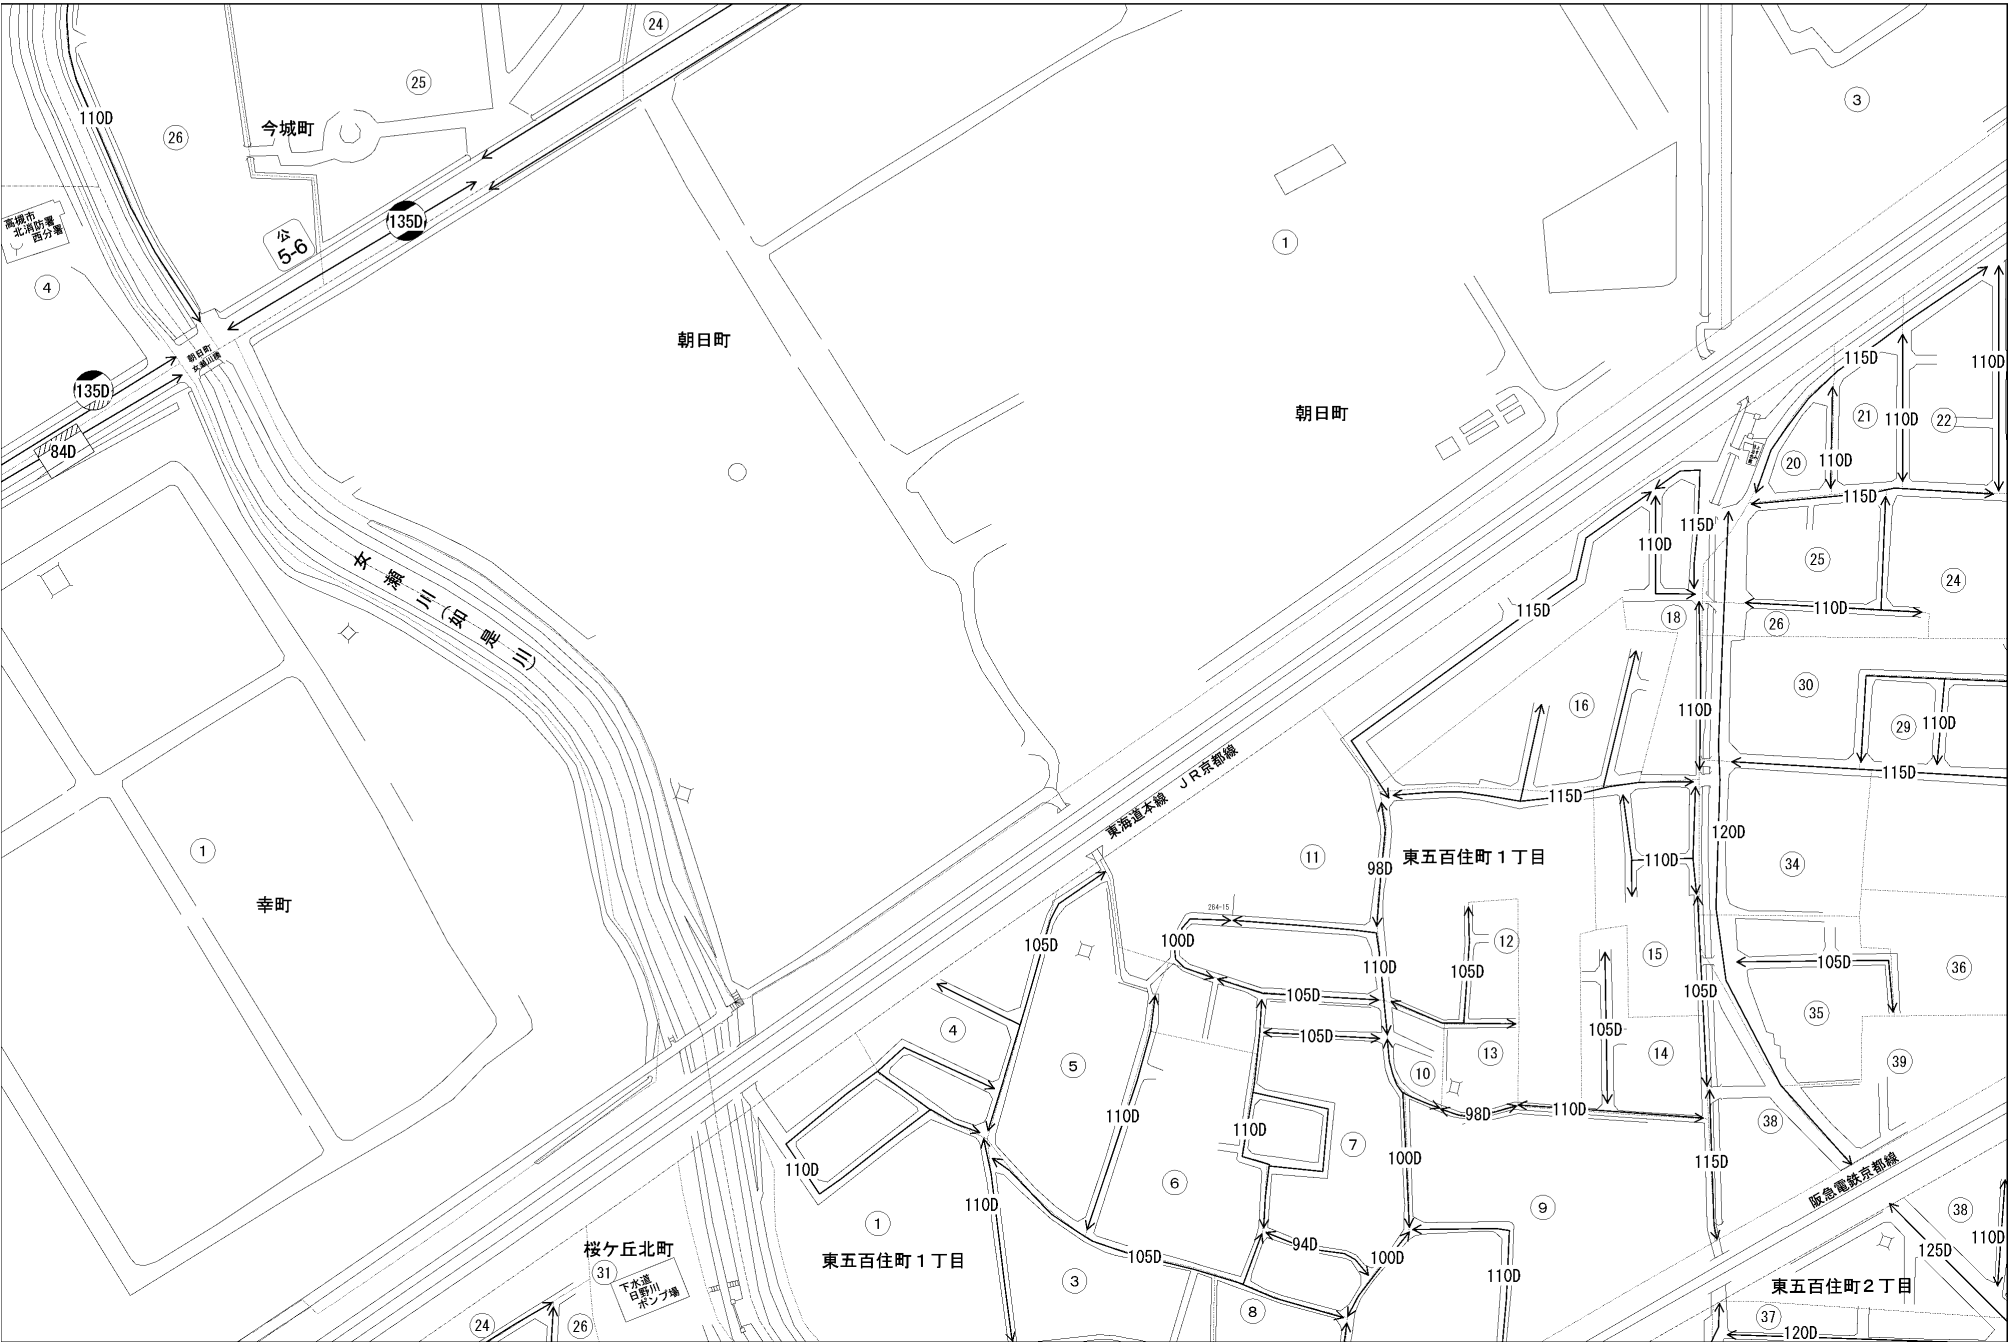 24
25
3
110D
26
今城町
高槻市
北消防署
西分署
135D
公
5-6
1
4
朝日町
朝日町
女瀬川橋
135D
115D
110D
朝日町
21
110D
22
84D
20
110D
115D
115D
110D
25
24
女瀬川(如是川)
115D
110D
18
26
30
16
110D
29
110D
東海道本線 JR京都線
115D
115D
120D
1
11
東五百住町1丁目
98D
110D
34
幸町
264-15
105D
100D
12
110D
105D
15
105D
36
105D
105D
4
105D
105D
35
13
14
5
10
39
110D
98D
110D
38
110D
7
110D
100D
115D
6
阪急電鉄京都線
110D
9
38
1
桜ケ丘北町
東五百住町1丁目
105D
94D
100D
125D
110D
31
下水道
日野川
ポンプ場
3
110D
東五百住町2丁目
8
24
26
37
120D